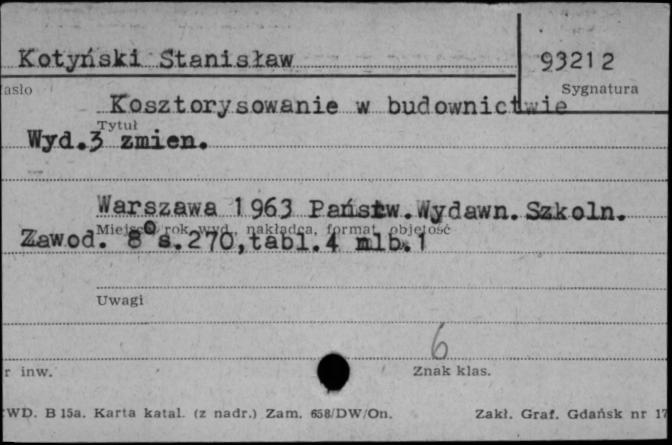 Kotyński Stanisław 93212
asło Sygnatura
Kosztorysowanie w budownictwie
Tytuł
Wyd.3 zmien.
Warszawa 1963 Państw.Wydawn.Szkoln.
Miejsce rok wyd., nakładca, format, objętość
Zawod. 8° s.270,tabl.4 nlb.1
Uwagi
6
r inw. Znak klas.
WD. B 15a. Karta katal. (z nadr.) Zam. 658/DW/On. Zakł. Graf. Gdańsk nr 17